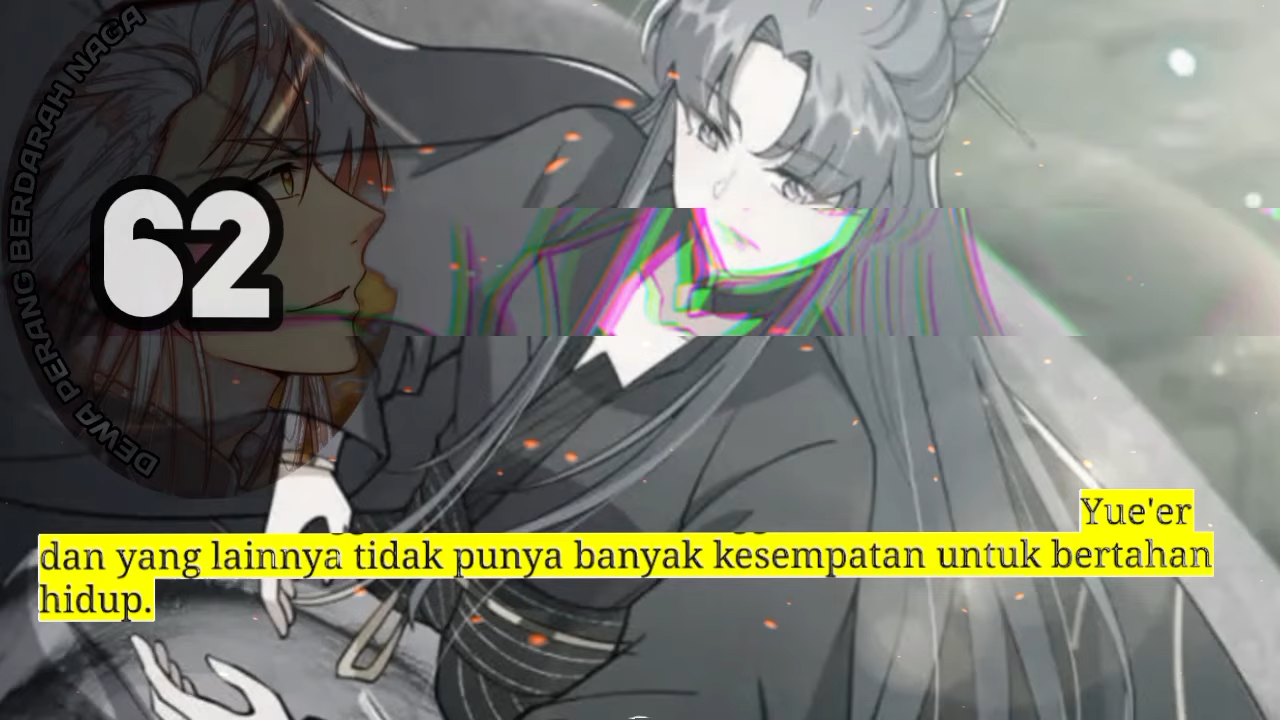 DEWA PERANG BERDARAH NAGA
62
Yue'er
dan yang lainnya tidak punya banyak kesempatan untuk bertahan
hidup.